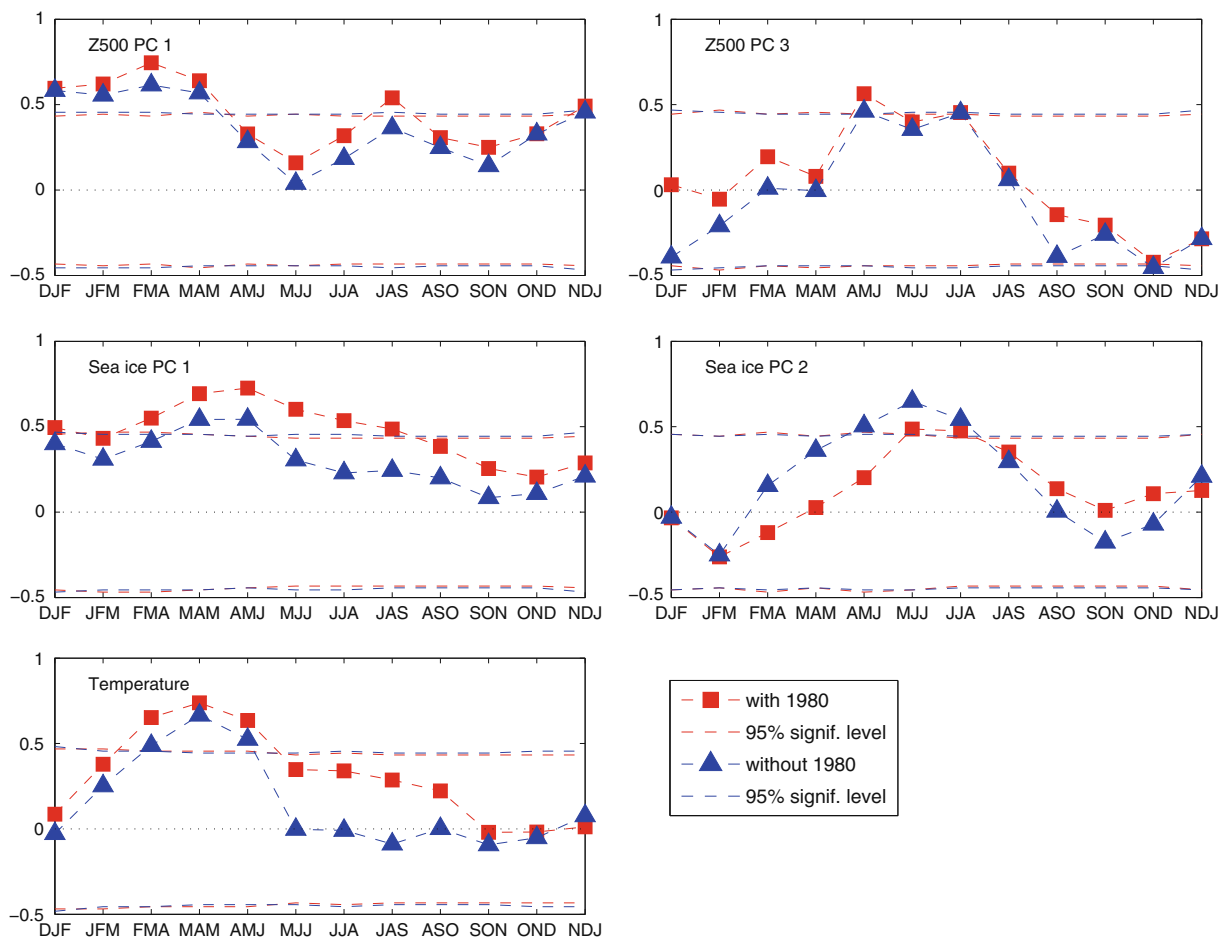 Z500 PC 1
1
0.5
0
−0.5
DJF JFM FMA MAM AMJ MJJ JJA JAS ASO SON OND NDJ
Z500 PC 3
1
0.5
0
−0.5
DJF JFM FMA MAM AMJ MJJ JJA JAS ASO SON OND NDJ
Sea ice PC 1
1
0.5
0
−0.5
DJF JFM FMA MAM AMJ MJJ JJA JAS ASO SON OND NDJ
Sea ice PC 2
1
0.5
0
−0.5
DJF JFM FMA MAM AMJ MJJ JJA JAS ASO SON OND NDJ
Temperature
1
0.5
0
−0.5
DJF JFM FMA MAM AMJ MJJ JJA JAS ASO SON OND NDJ
with 1980
95% signif. level
without 1980
95% signif. level